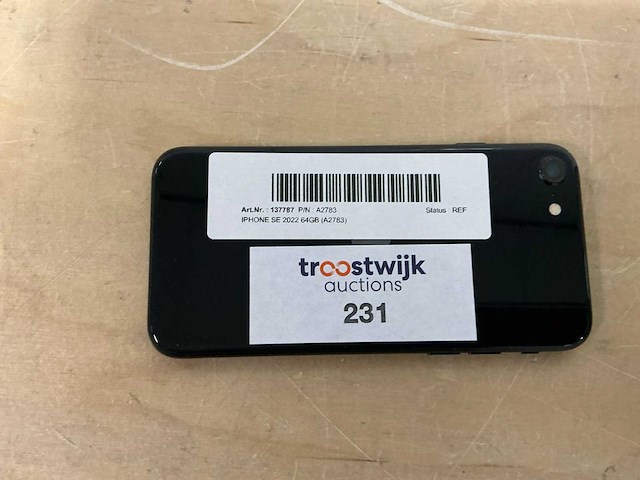 Art.Nr. : 137787 P/N : A2783 Status : REF
IPHONE SE 2022 64GB (A2783)
troostwijk
auctions
231